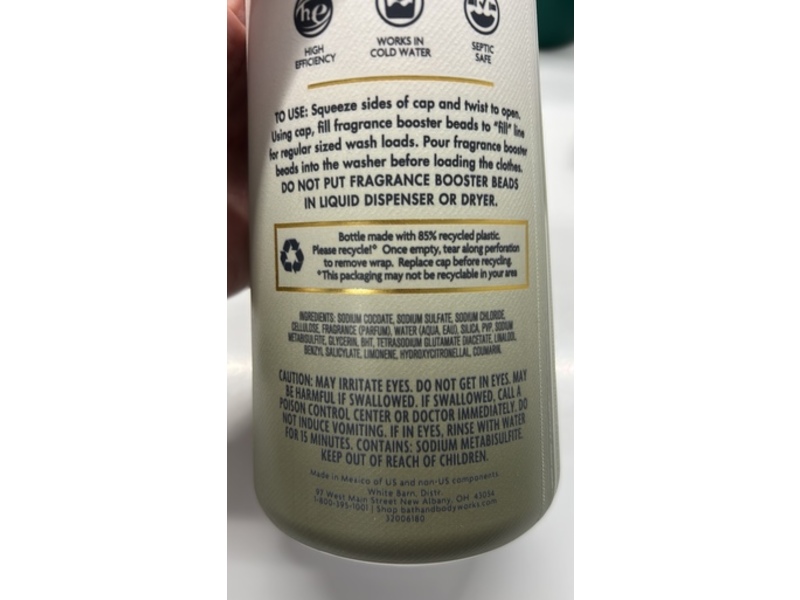 he
HIGH
EFFICIENCY
WORKS IN
COLD WATER
SEPTIC
SAFE
TO USE: Squeeze sides of cap and twist to open.
Using cap, fill fragrance booster beads to "fill" line
for regular sized wash loads. Pour fragrance booster
beads into the washer before loading the clothes.
DO NOT PUT FRAGRANCE BOOSTER BEADS
IN LIQUID DISPENSER OR DRYER.
Bottle made with 85% recycled plastic.
Please recycle!* Once empty, tear along perforation
to remove wrap. Replace cap before recycling.
*This packaging may not be recyclable in your area
INGREDIENTS: SODIUM COCOATE, SODIUM SULFATE, SODIUM CHLORIDE,
CELLULOSE, FRAGRANCE (PARFUM), WATER (AQUA, EAU), SILICA, PVP, SODIUM
METABISULFITE, GLYCERIN, BHT, TETRASODIUM GLUTAMATE DIACETATE, LINALOOL,
BENZYL SALICYLATE, LIMONENE, HYDROXYCITRONELLAL, COUMARIN.
CAUTION: MAY IRRITATE EYES. DO NOT GET IN EYES. MAY
BE HARMFUL IF SWALLOWED. IF SWALLOWED, CALL A
POISON CONTROL CENTER OR DOCTOR IMMEDIATELY. DO
NOT INDUCE VOMITING. IF IN EYES, RINSE WITH WATER
FOR 15 MINUTES. CONTAINS: SODIUM METABISULFITE.
KEEP OUT OF REACH OF CHILDREN.
Made in Mexico of US and non-US components
White Barn, Distr.
97 West Main Street New Albany, OH 43054
1-800-395-1001 | Shop bathandbodyworks.com
32006180